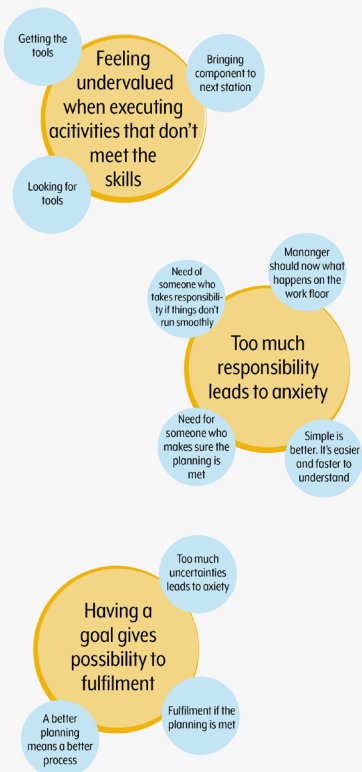 Getting the
tools
Feeling
undervalued
when executing
acitivities that don't
meet the
skills
Bringing
component to
next station
Looking for
tools
Need of
someone who
takes responsibili-
ty if things don't
run smoothly
Mananger
should now what
happens on the
work floor
Too much
responsibility
leads to anxiety
Need for
someone who
makes sure the
planning is
met
Simple is
better. It's easier
and faster to
understand
Too much
uncertainties
leads to axiety
Having a
goal gives
possibility to
fulfilment
Fulfilment if the
planning is met
A better
planning
means a better
process